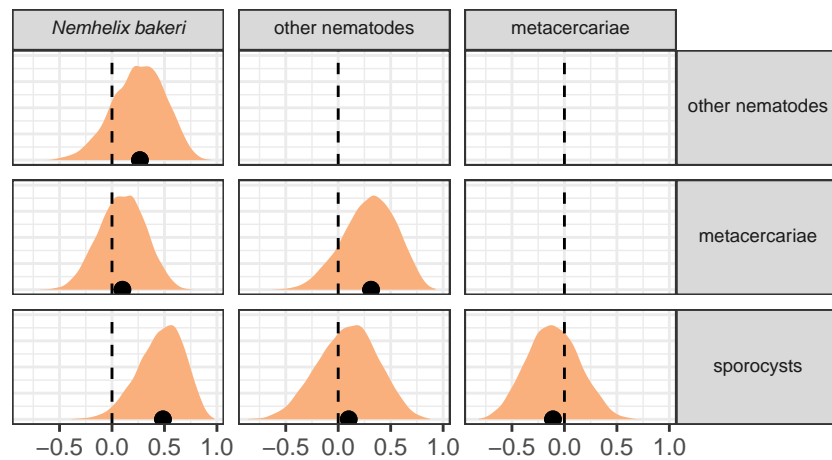 Nemhelix bakeri other nematodes metacercariae
other nematodes
metacercariae
sporocysts
−0.5 0.0 0.5 1.0 −0.5 0.0 0.5 1.0 −0.5 0.0 0.5 1.0